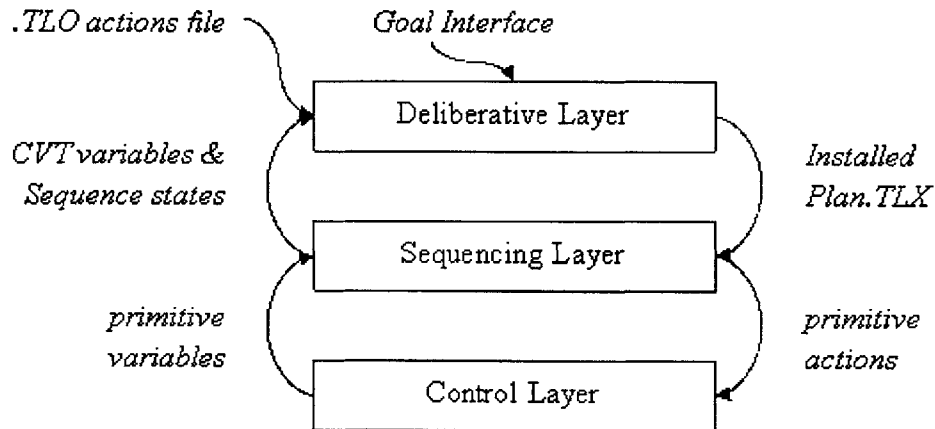 .TLO actions file
Goal Interface
Deliberative Layer
CVT variables &
Sequence states
Installed
Plan.TLX
Sequencing Layer
primitive
variables
primitive
actions
Control Layer